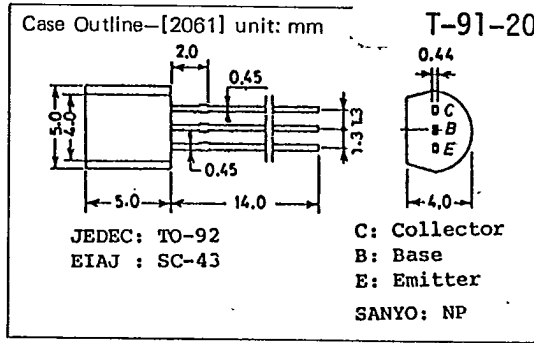 Case Outline—[2061] unit: mm
T-91-20
2.0
0.44
0.45
5.0
4.0
C
B
E
1.3
1.3
0.45
5.0
14.0
4.0
JEDEC: TO-92
EIAJ : SC-43
C: Collector
B: Base
E: Emitter
SANYO: NP